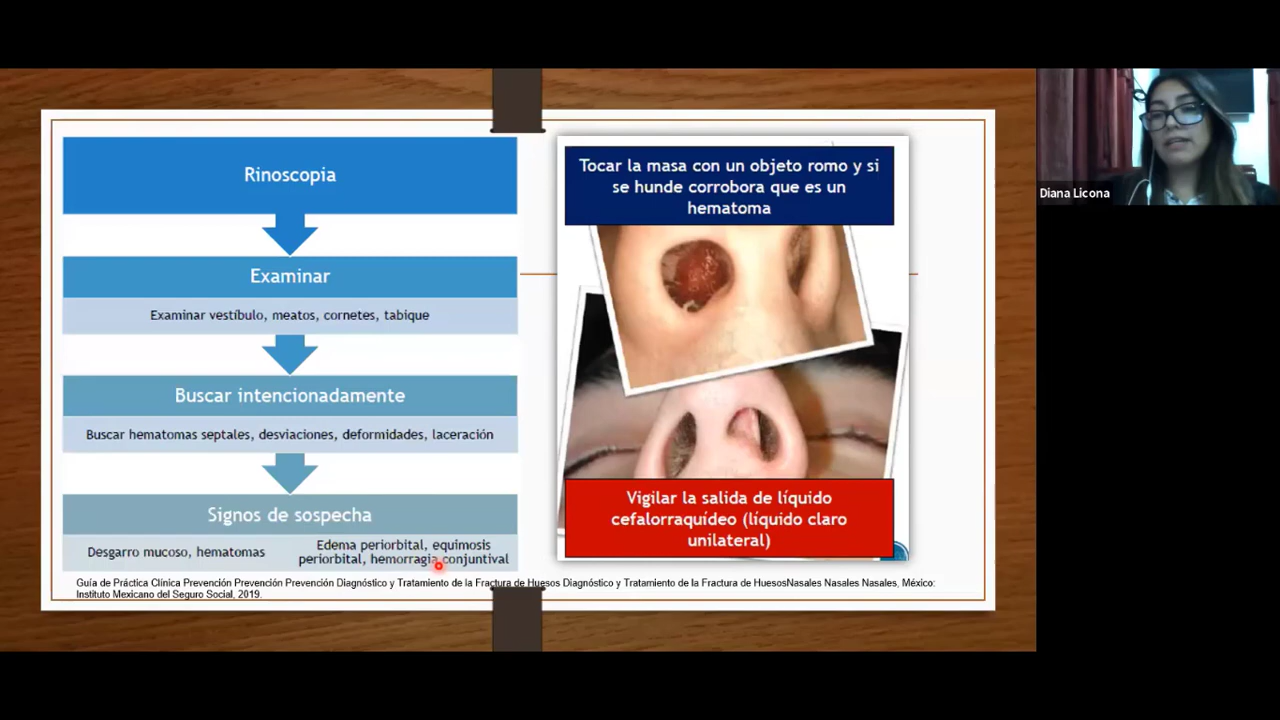 Rinoscopia
Examinar
Examinar vestíbulo, meatos, cornetes, tabique
Buscar intencionadamente
Buscar hematomas septales, desviaciones, deformidades, laceración
Signos de sospecha
Desgarro mucoso, hematomas
Edema periorbital, equimosis
periorbital, hemorragia conjuntival
Tocar la masa con un objeto romo y si
se hunde corrobora que es un
hematoma
Vigilar la salida de líquido
cefalorraquídeo (líquido claro
unilateral)
Guía de Práctica Clínica Prevención Prevención Prevención Diagnóstico y Tratamiento de la Fractura de Huesos Diagnóstico y Tratamiento de la Fractura de HuesosNasales Nasales Nasales, México:
Instituto Mexicano del Seguro Social, 2019.
Diana Licona